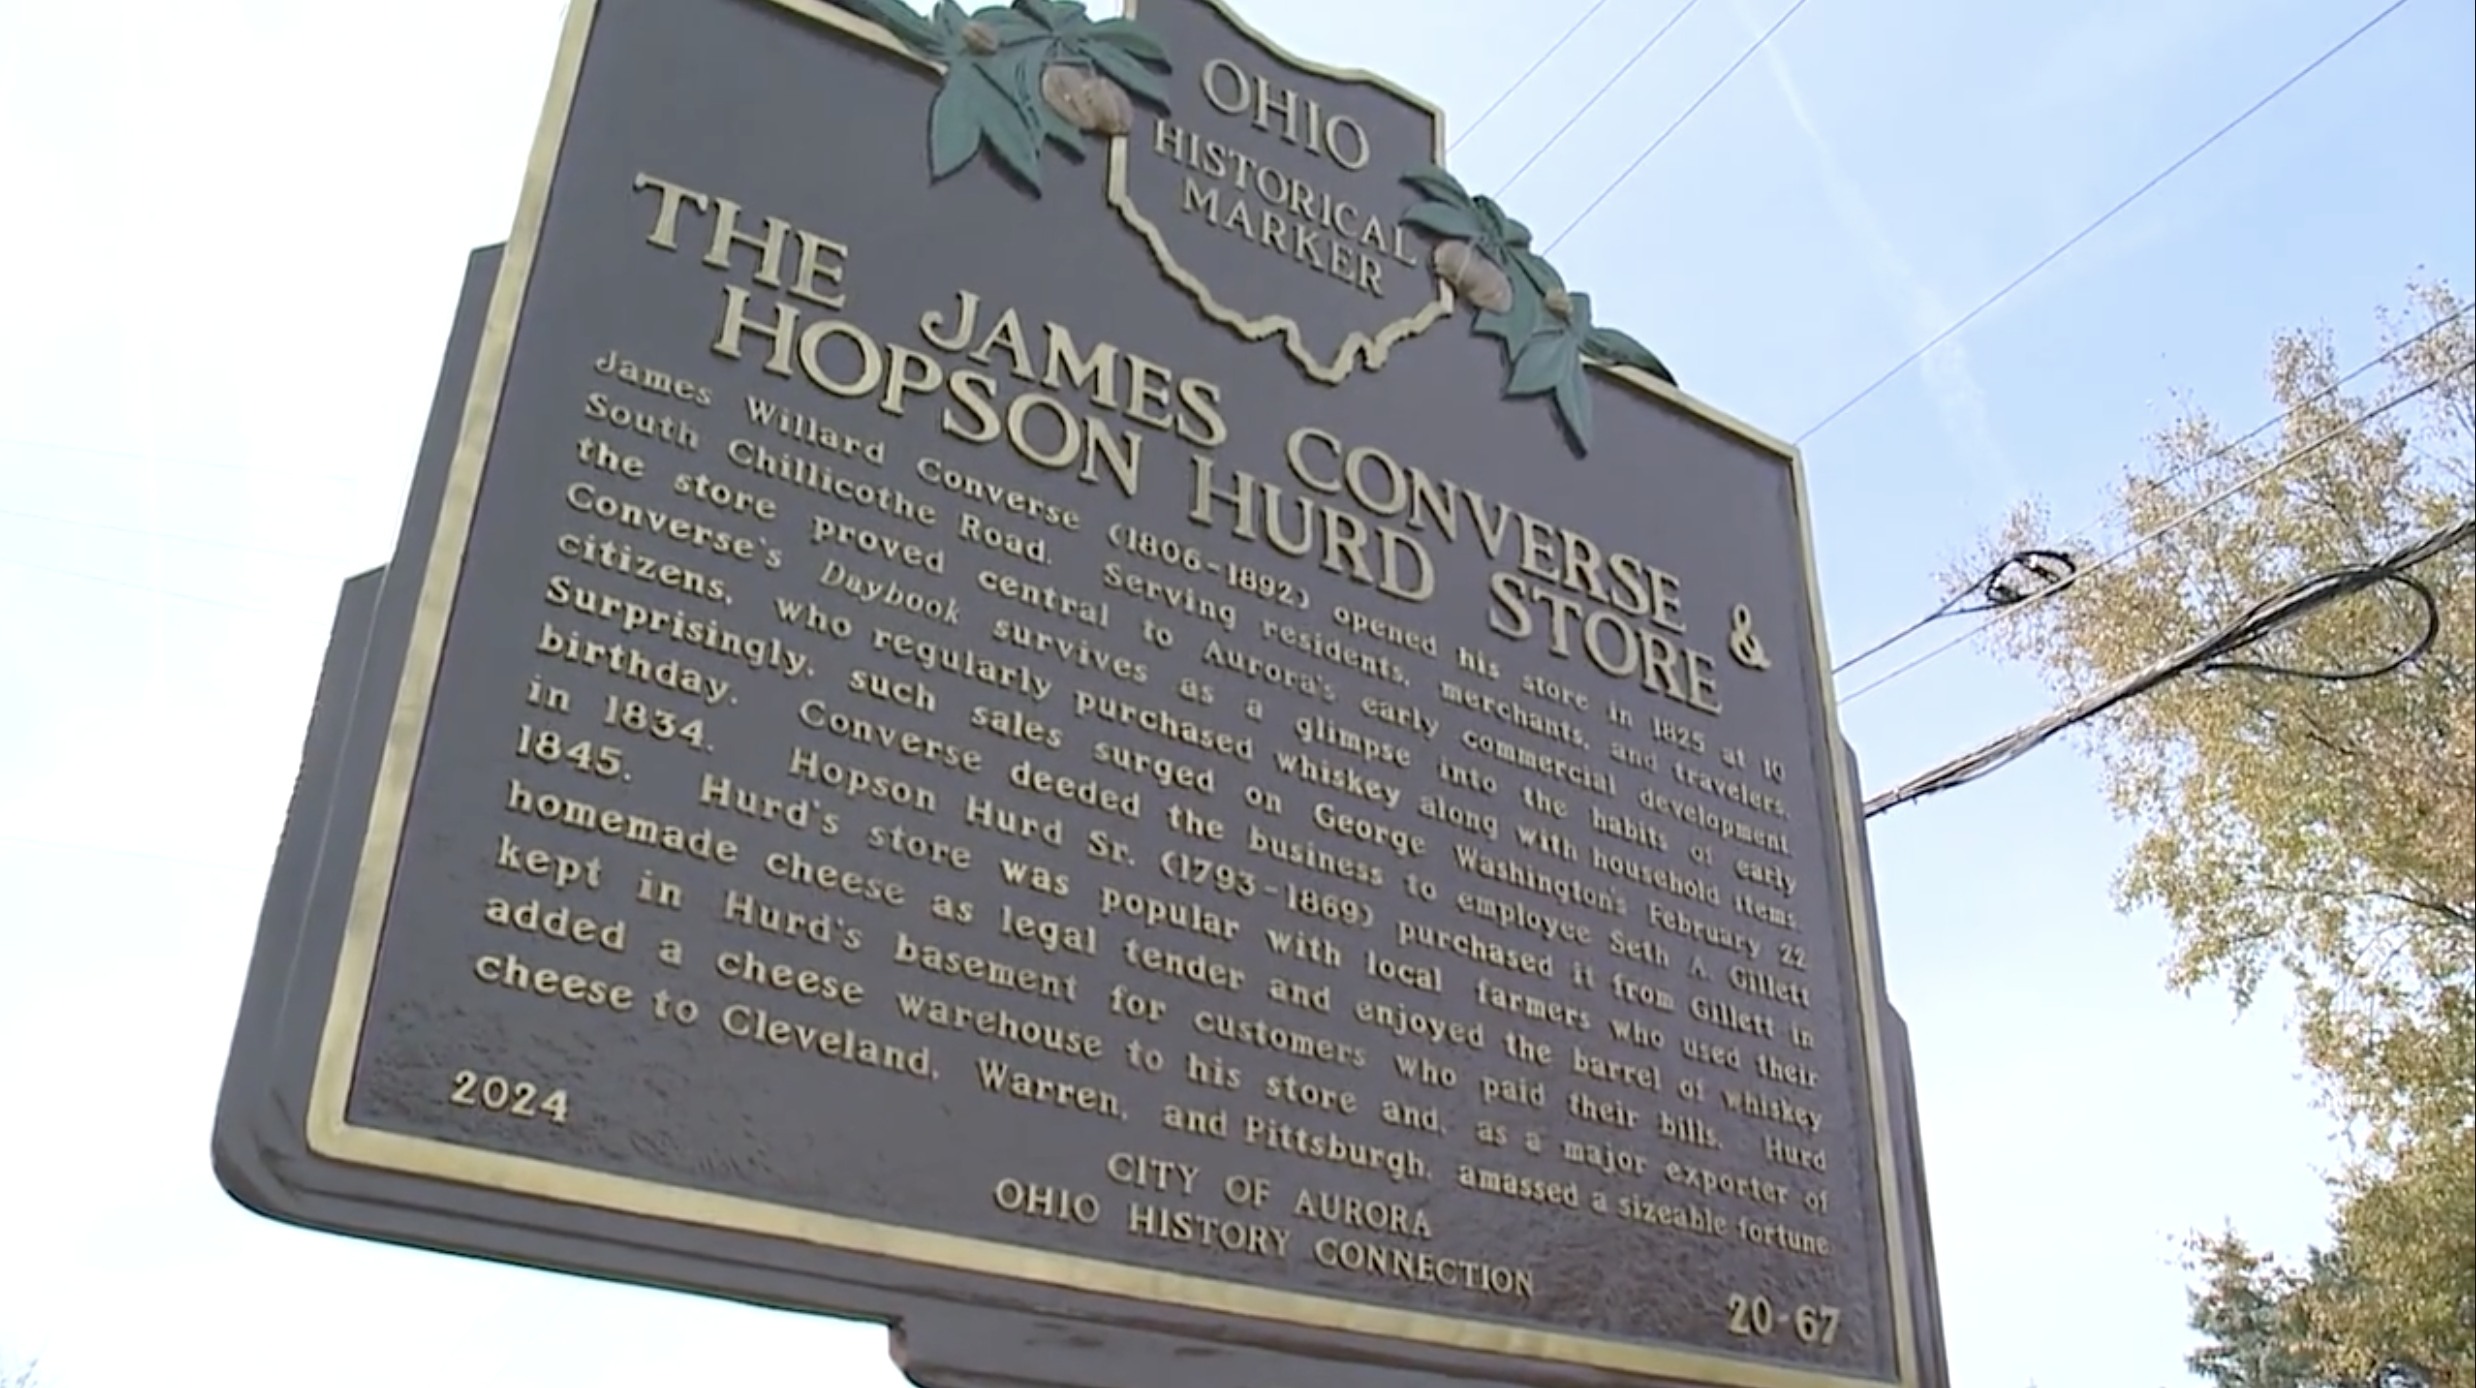 OHIO
HISTORICAL
MARKER
THE JAMES CONVERSE &
HOPSON HURD STORE
James Willard Converse (1806-1892) opened his store in 1825 at 10
South Chillicothe Road. Serving residents, merchants, and travelers,
the store proved central to Aurora's early commercial development.
Converse's Daybook survives as a glimpse into the habits of early
citizens, who regularly purchased whiskey along with household items.
Surprisingly, such sales surged on George Washington's February 22
birthday. Converse deeded the business to employee Seth A. Gillett
in 1834. Hopson Hurd Sr. (1793-1869) purchased it from Gillett in
1845. Hurd's store was popular with local farmers who used their
homemade cheese as legal tender and enjoyed the barrel of whiskey
kept in Hurd's basement for customers who paid their bills. Hurd
added a cheese warehouse to his store and, as a major exporter of
cheese to Cleveland, Warren, and Pittsburgh, amassed a sizeable fortune.
2024
CITY OF AURORA
OHIO HISTORY CONNECTION
20-67